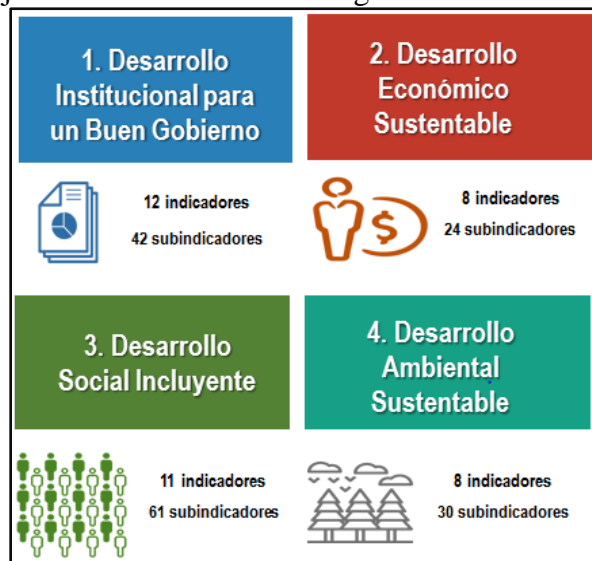 1. Desarrollo
Institucional para
un Buen Gobierno
2. Desarrollo
Económico
Sustentable
12 indicadores
42 subindicadores
8 indicadores
24 subindicadores
$
3. Desarrollo
Social Incluyente
4. Desarrollo
Ambiental
Sustentable
11 indicadores
61 subindicadores
8 indicadores
30 subindicadores